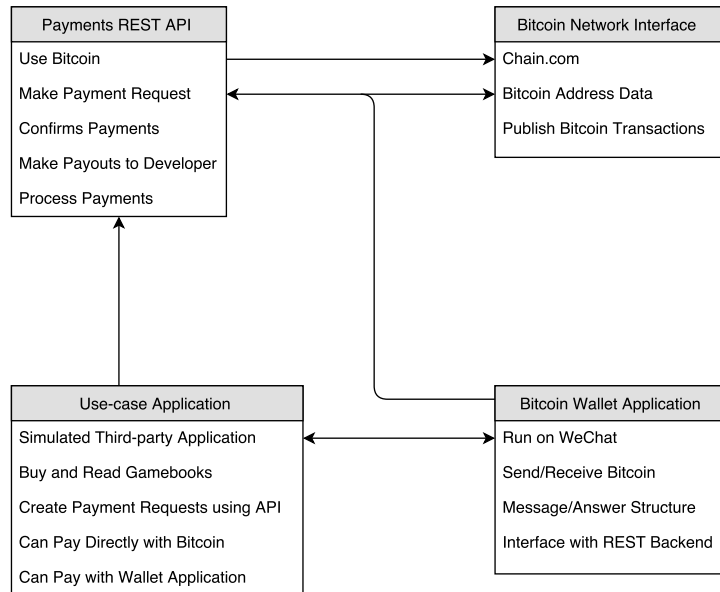 Payments REST API
Use Bitcoin
Make Payment Request
Confirms Payments
Make Payouts to Developer
Process Payments
Bitcoin Network Interface
Chain.com
Bitcoin Address Data
Publish Bitcoin Transactions
Use-case Application
Simulated Third-party Application
Buy and Read Gamebooks
Create Payment Requests using API
Can Pay Directly with Bitcoin
Can Pay with Wallet Application
Bitcoin Wallet Application
Run on WeChat
Send/Receive Bitcoin
Message/Answer Structure
Interface with REST Backend